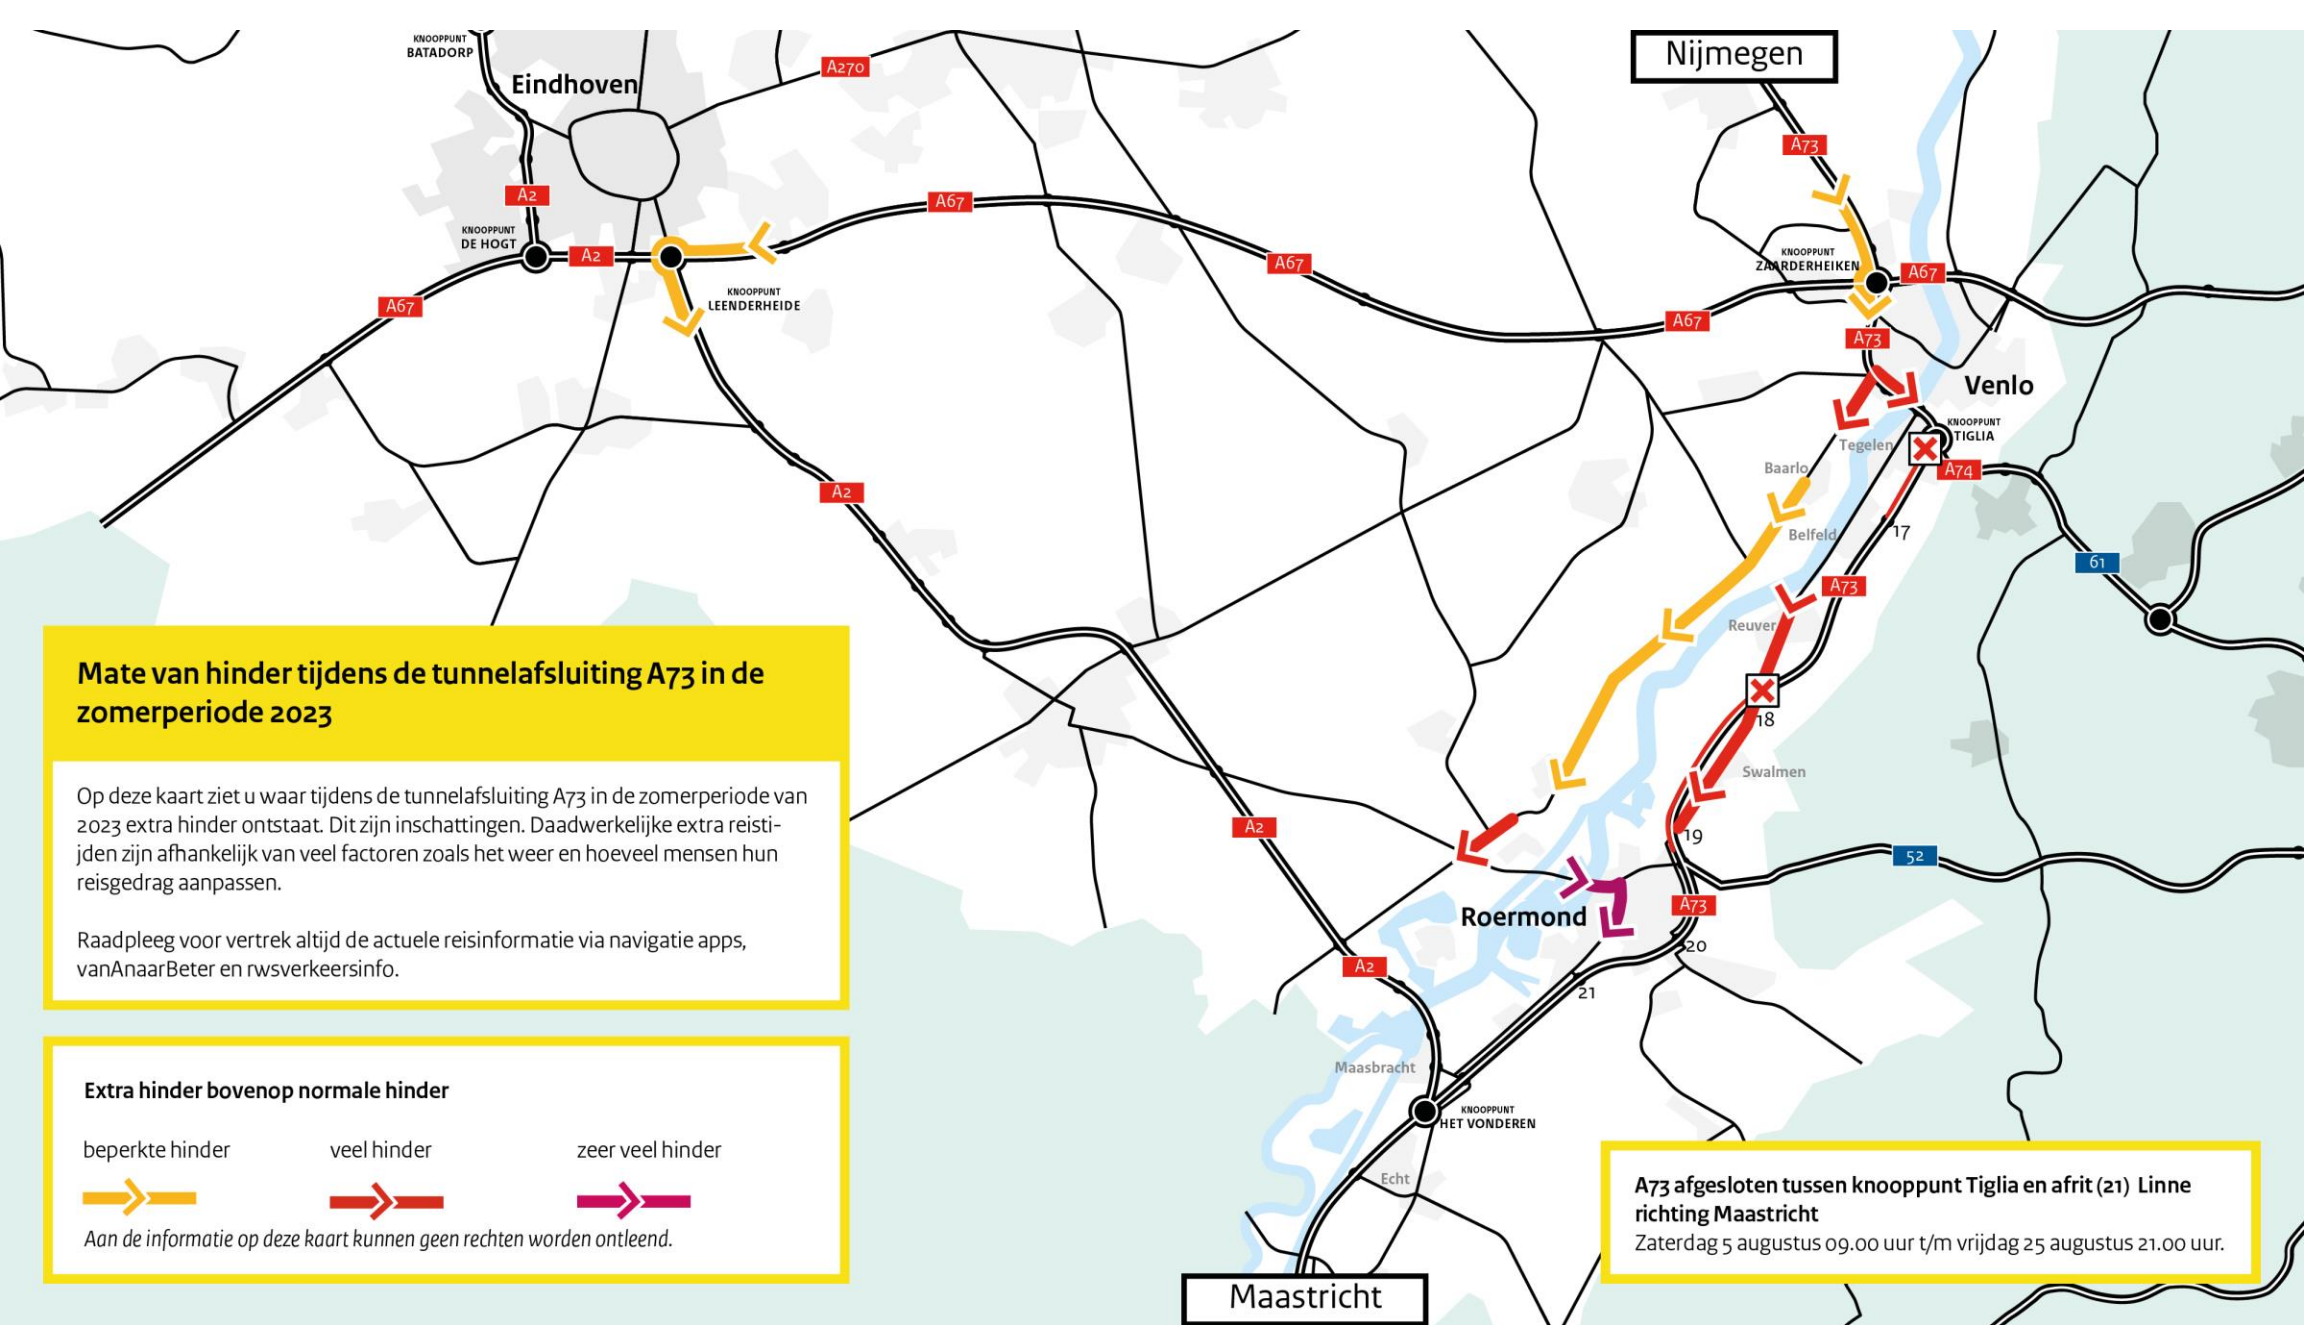 KNOOPPUNT
BATADORP
Eindhoven
A270
Nijmegen
A73
A2
KNOOPPUNT
DE HOGT
A2
A67
KNOOPPUNT
LEENDERHEIDE
A67
A67
A67
A67
KNOOPPUNT
ZAARDERHEIKEN
A67
A73
Venlo
KNOOPPUNT
TIGLIA
Tegelen
A74
Baarlo
Belfeld
17
61
A73
Reuver
18
Swalmen
19
52
A2
A2
A2
Roermond
A73
20
21
Maasbracht
KNOOPPUNT
HET VONDEREN
Echt
Maastricht
Mate van hinder tijdens de tunnelafsluiting A73 in de
zomerperiode 2023
Op deze kaart ziet u waar tijdens de tunnelafsluiting A73 in de zomerperiode van
2023 extra hinder ontstaat. Dit zijn inschattingen. Daadwerkelijke extra reisti-
jden zijn afhankelijk van veel factoren zoals het weer en hoeveel mensen hun
reisgedrag aanpassen.
Raadpleeg voor vertrek altijd de actuele reisinformatie via navigatie apps,
vanAnaarBeter en rwsverkeersinfo.
Extra hinder bovenop normale hinder
beperkte hinder
veel hinder
zeer veel hinder
Aan de informatie op deze kaart kunnen geen rechten worden ontleend.
A73 afgesloten tussen knooppunt Tiglia en afrit (21) Linne
richting Maastricht
Zaterdag 5 augustus 09.00 uur t/m vrijdag 25 augustus 21.00 uur.